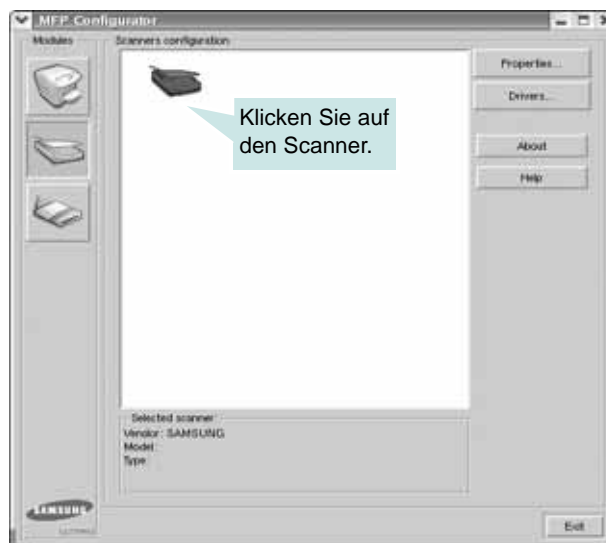 MFP Configurator
Modules
Scanners configuration
Properties...
Drivers...
About
Help
Klicken Sie auf
den Scanner.
Selected scanner:
Vendor: SAMSUNG
Model:
Type:
SAMSUNG
Exit